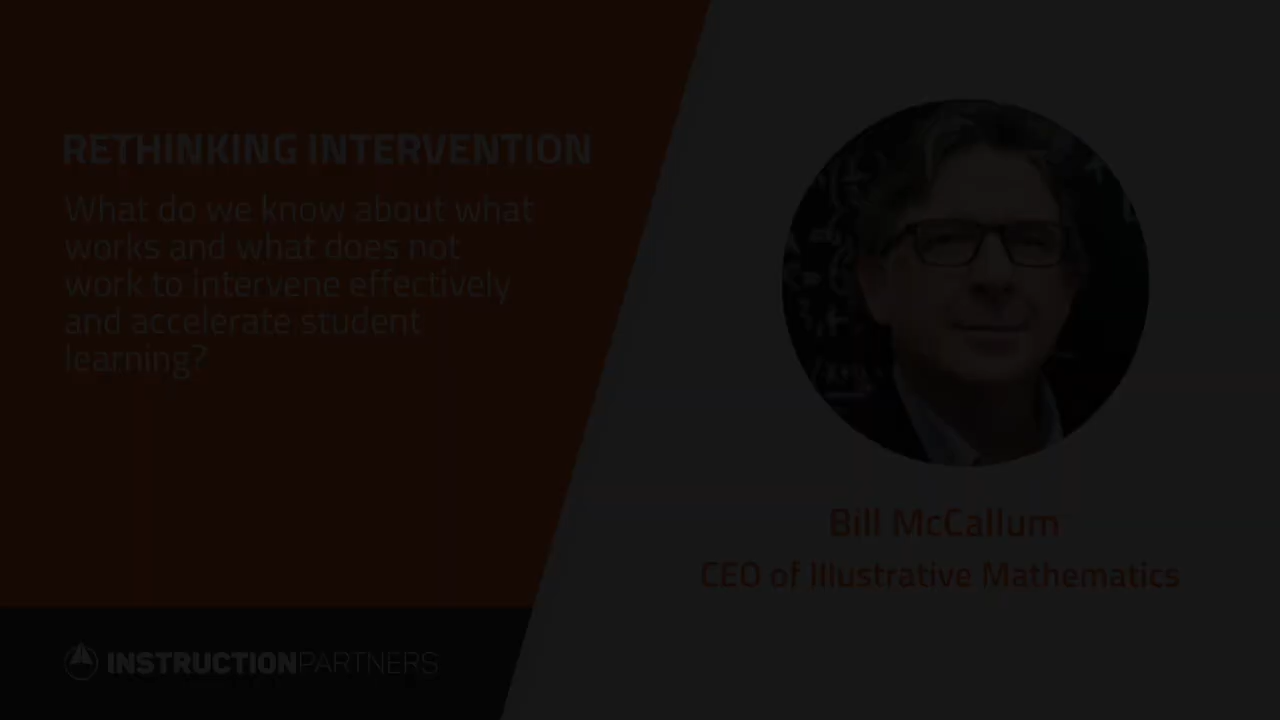 RETHINKING INTERVENTION
What do we know about what
works and what does not
work to intervene effectively
and accelerate student
learning?
Bill McCallum
CEO of Illustrative Mathematics
INSTRUCTIONPARTNERS